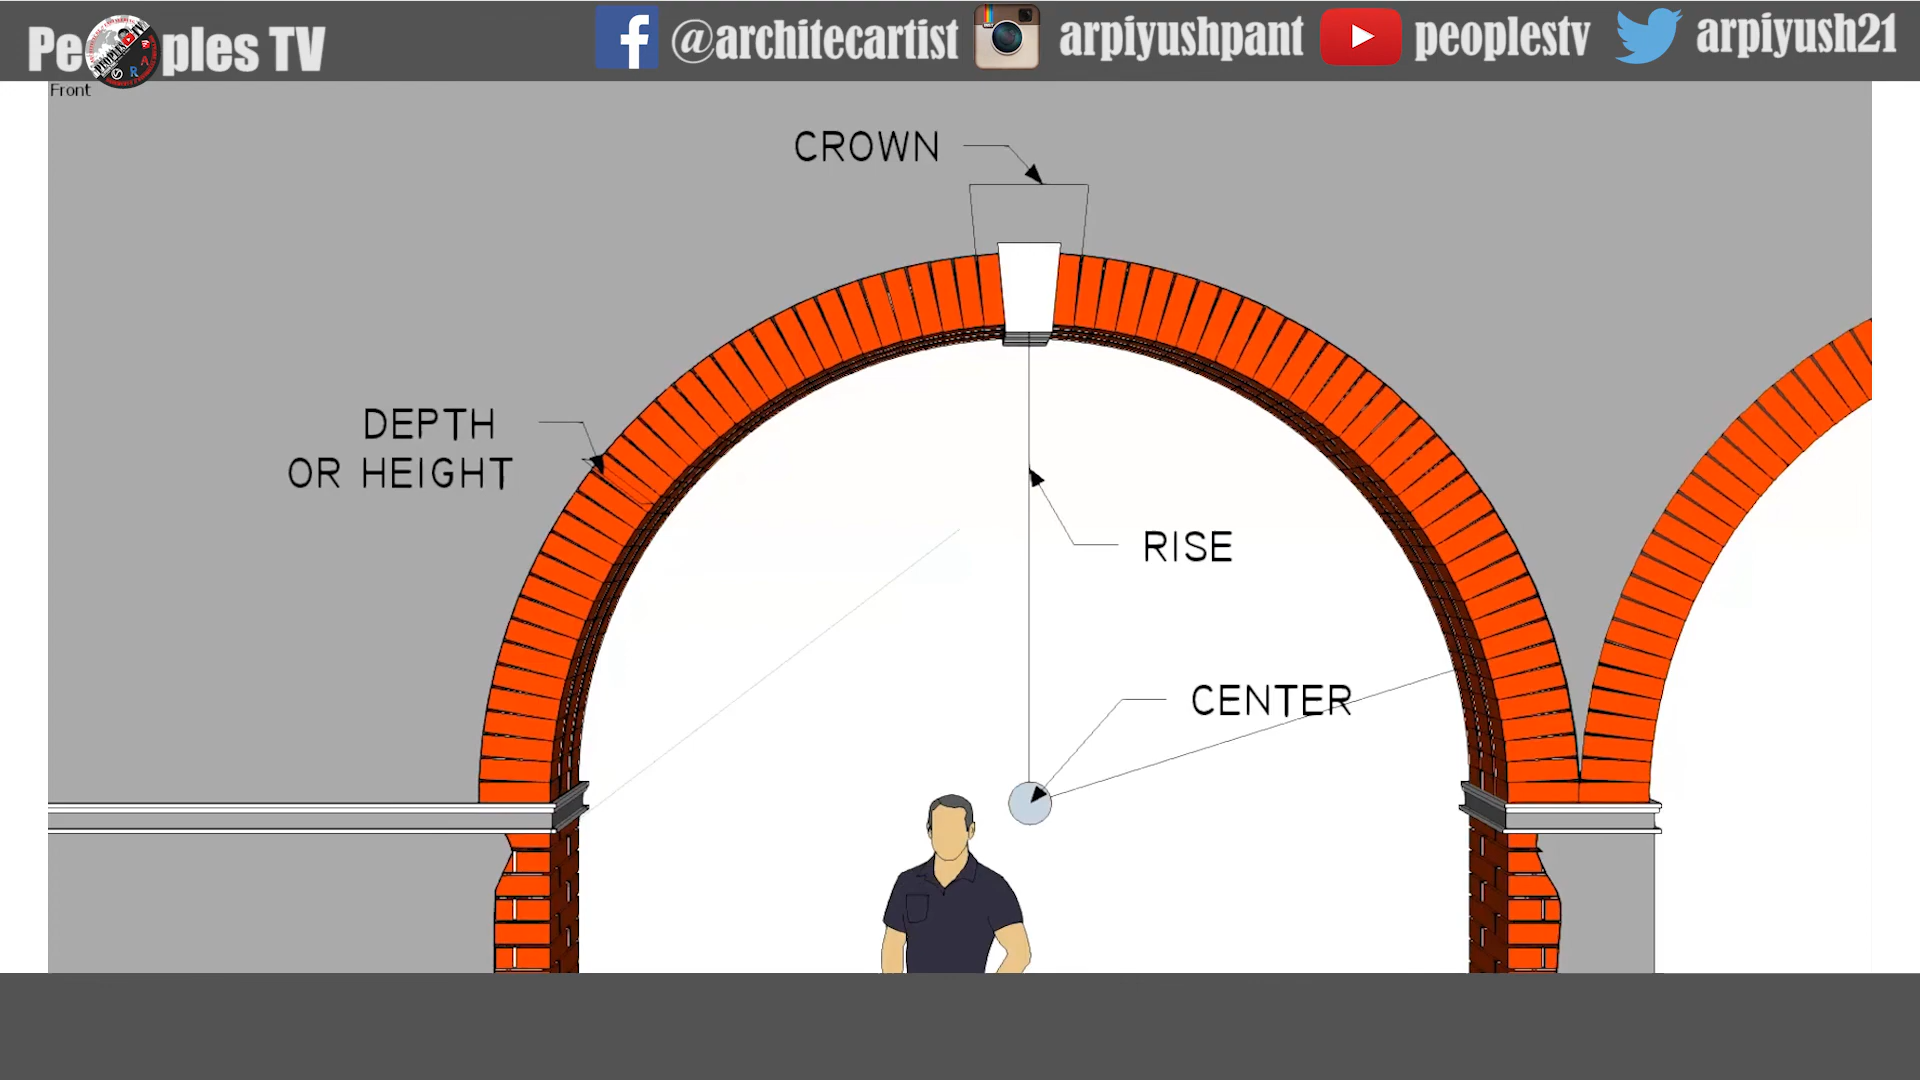 Peoples TV
@architecartist
arpiyushpant
peoplestv
arpiyush21
Front
CROWN
DEPTH
OR HEIGHT
RISE
CENTER